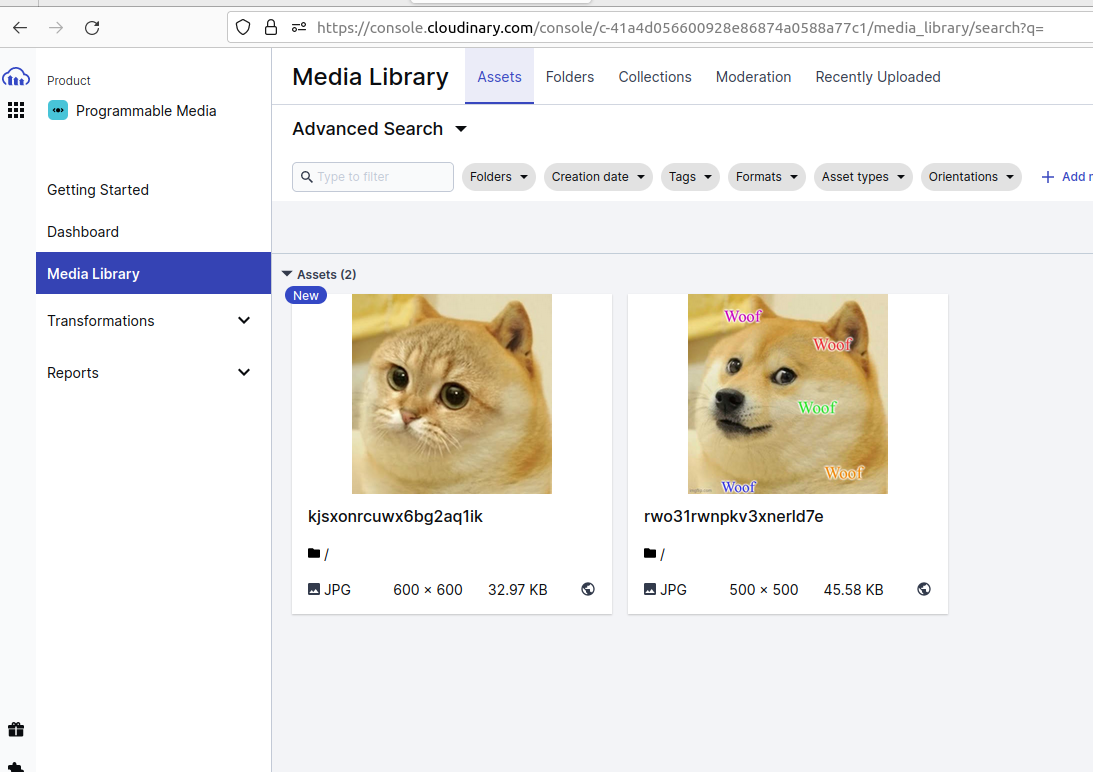 https://console.cloudinary.com/console/c-41a4d056600928e86874a0588a77c1/media_library/search?q=
Product
Programmable Media
Getting Started
Dashboard
Media Library
Transformations
Reports
Media Library
Assets
Folders
Collections
Moderation
Recently Uploaded
Advanced Search
Type to filter
Folders
Creation date
Tags
Formats
Asset types
Orientations
Add
Assets (2)
New
kjsxonrcuwx6bg2aq1ik
/
JPG 600 × 600 32.97 KB
Woof
Woof
Woof
Woof
Woof
imgflip.com
rwo31rwnpkv3xnerld7e
/
JPG 500 × 500 45.58 KB